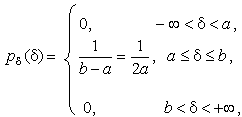 p_δ(δ) = { 0, − ∞ < δ < a ,
1/(b − a) = 1/(2a) , a ≤ δ ≤ b ,
0, b < δ < +∞ ,